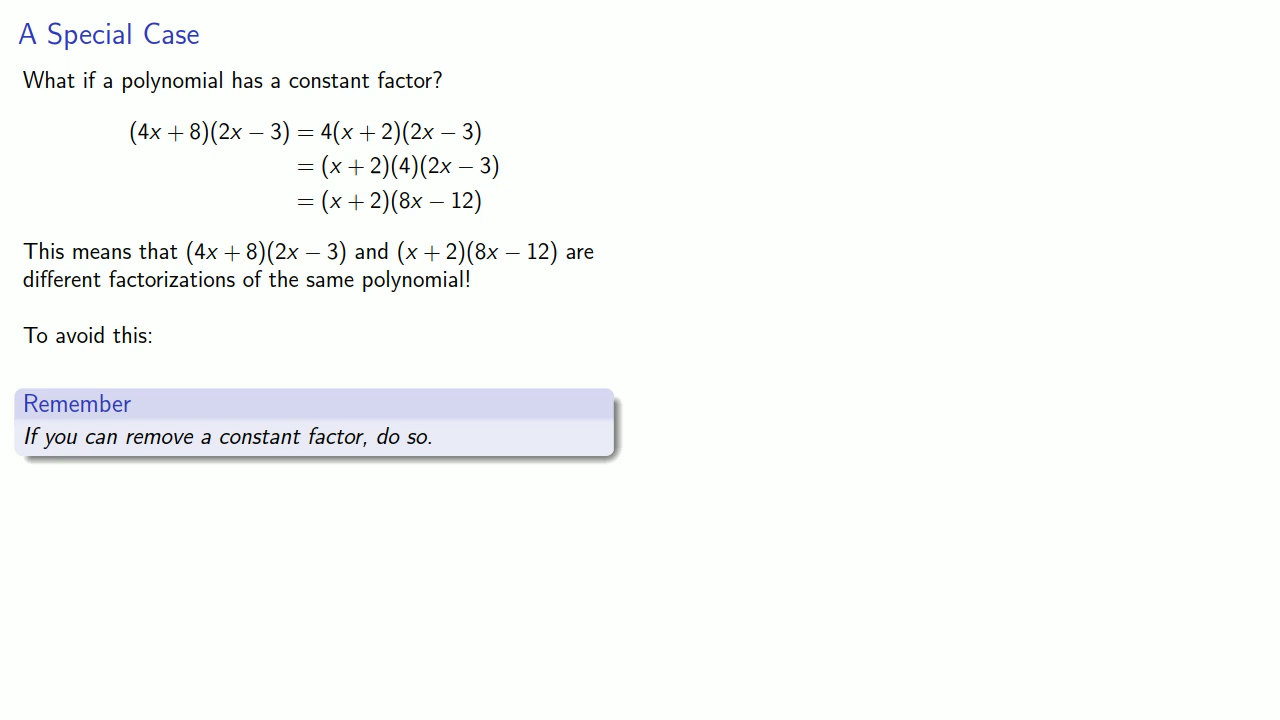 A Special Case
What if a polynomial has a constant factor?
(4x + 8)(2x − 3) = 4(x + 2)(2x − 3)
= (x + 2)(4)(2x − 3)
= (x + 2)(8x − 12)
This means that (4x + 8)(2x − 3) and (x + 2)(8x − 12) are
different factorizations of the same polynomial!
To avoid this:
Remember
If you can remove a constant factor, do so.